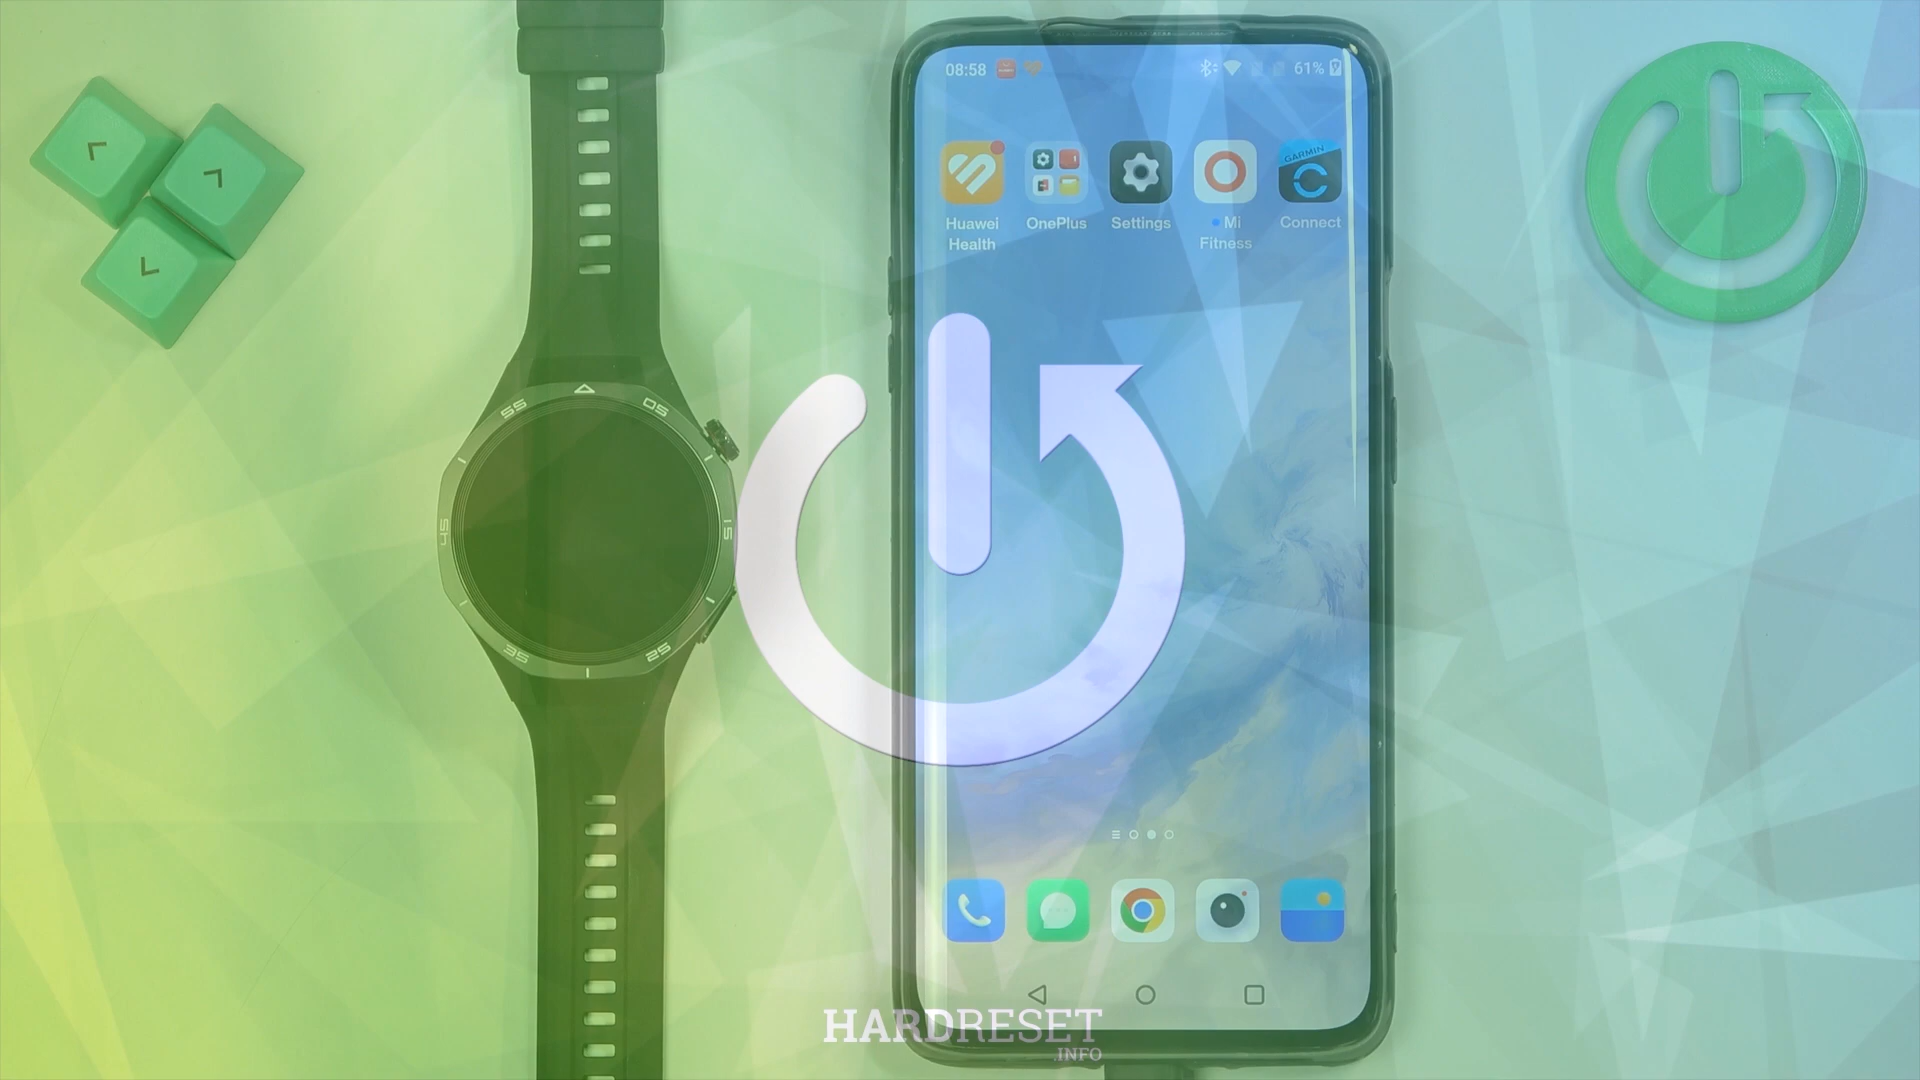 08:58
61%
GARMIN
Huawei
Health
OnePlus
Settings
Mi
Fitness
Connect
55
05
45
15
35
25
HARDRESET
.INFO